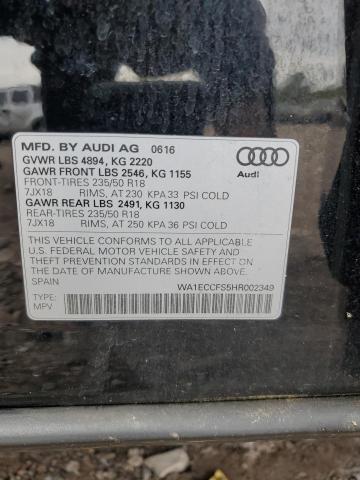 MFD. BY AUDI AG 0616
GVWR LBS 4894, KG 2220
GAWR FRONT LBS 2546, KG 1155
FRONT-TIRES 235/50 R18
7JX18 RIMS, AT 230 KPA 33 PSI COLD
GAWR REAR LBS 2491, KG 1130
REAR-TIRES 235/50 R18
7JX18 RIMS, AT 250 KPA 36 PSI COLD
Audi
THIS VEHICLE CONFORMS TO ALL APPLICABLE
U.S. FEDERAL MOTOR VEHICLE SAFETY AND
THEFT PREVENTION STANDARDS IN EFFECT ON
THE DATE OF MANUFACTURE SHOWN ABOVE.
SPAIN
WA1ECCFS5HR002349
TYPE:
MPV